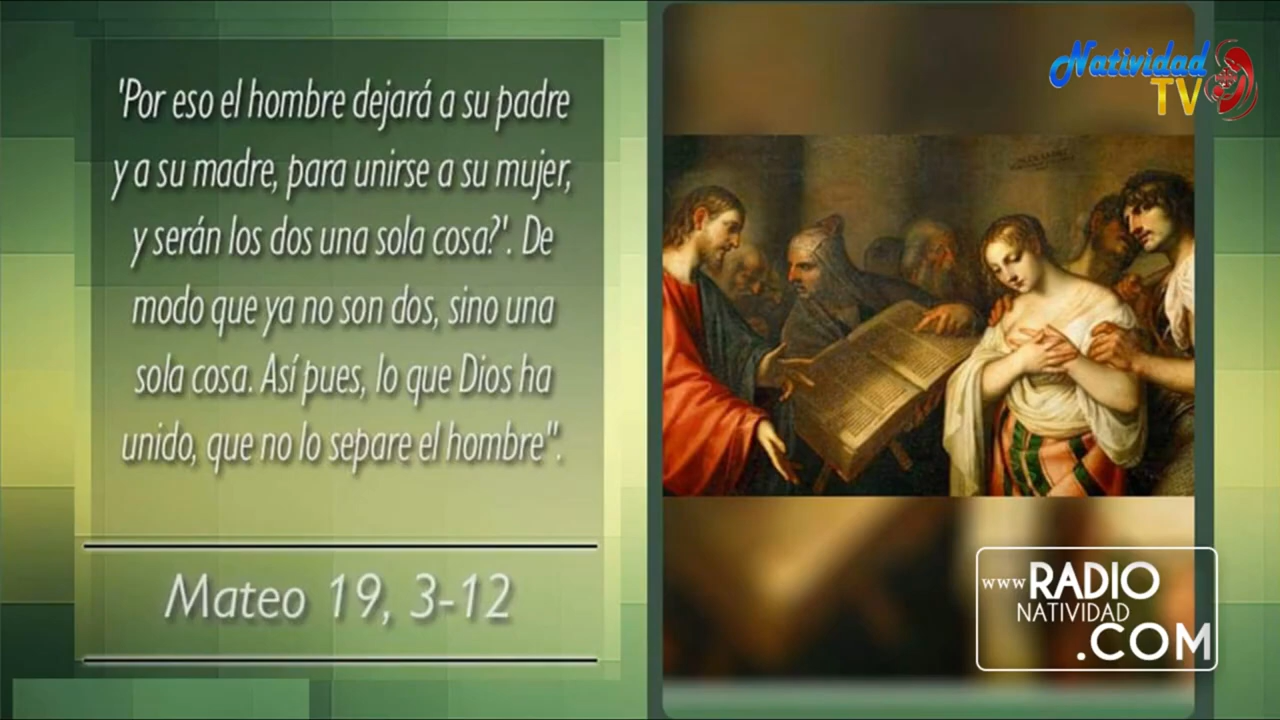 'Por eso el hombre dejará a su padre
y a su madre, para unirse a su mujer,
y serán los dos una sola cosa?'. De
modo que ya no son dos, sino una
sola cosa. Así pues, lo que Dios ha
unido, que no lo separe el hombre".
Mateo 19, 3-12
Natividad
TV
www RADIO
NATIVIDAD
.COM